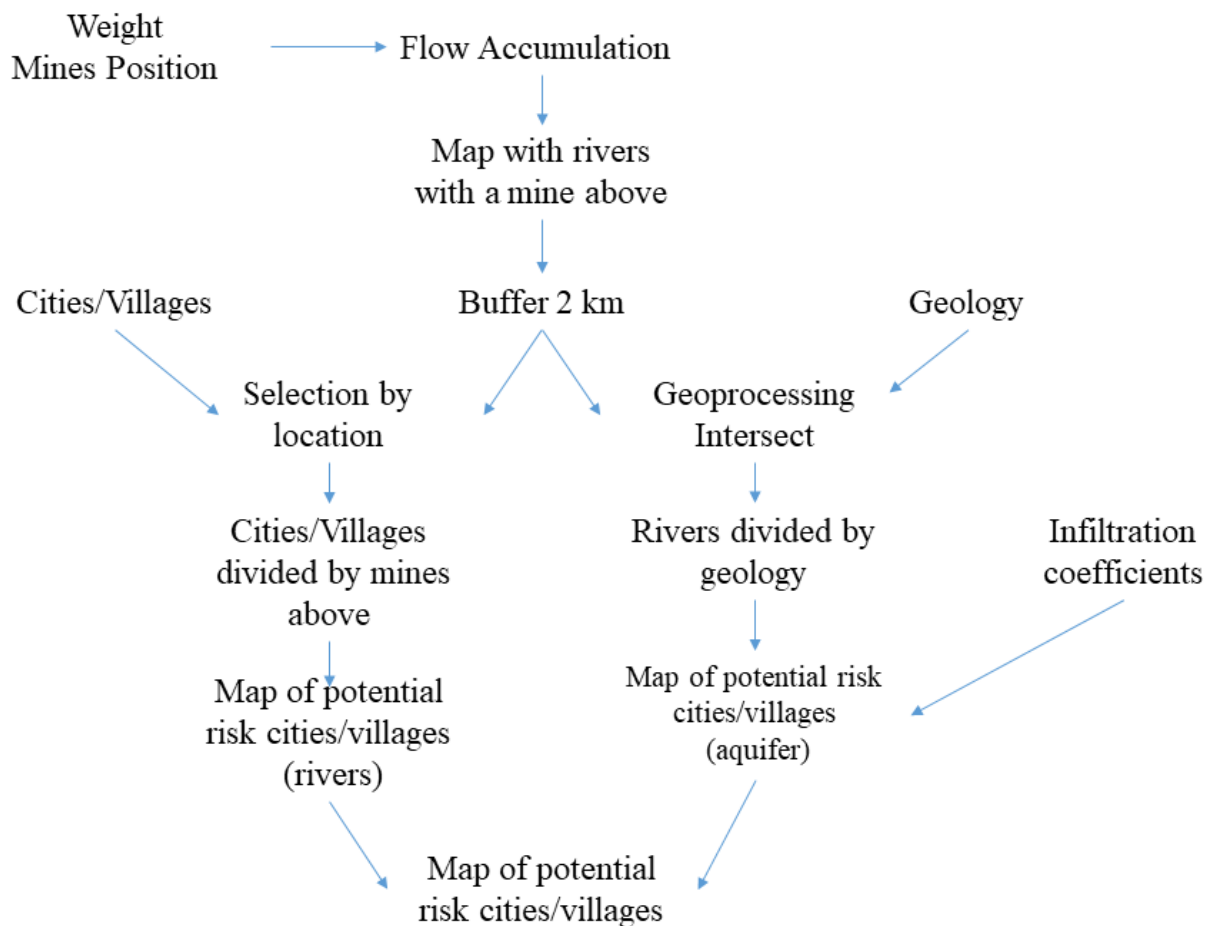 Weight
Mines Position
Flow Accumulation
Map with rivers
with a mine above
Cities/Villages
Buffer 2 km
Geology
Selection by
location
Geoprocessing
Intersect
Cities/Villages
divided by mines
above
Rivers divided by
geology
Infiltration
coefficients
Map of potential
risk cities/villages
(rivers)
Map of potential risk
cities/villages
(aquifer)
Map of potential
risk cities/villages